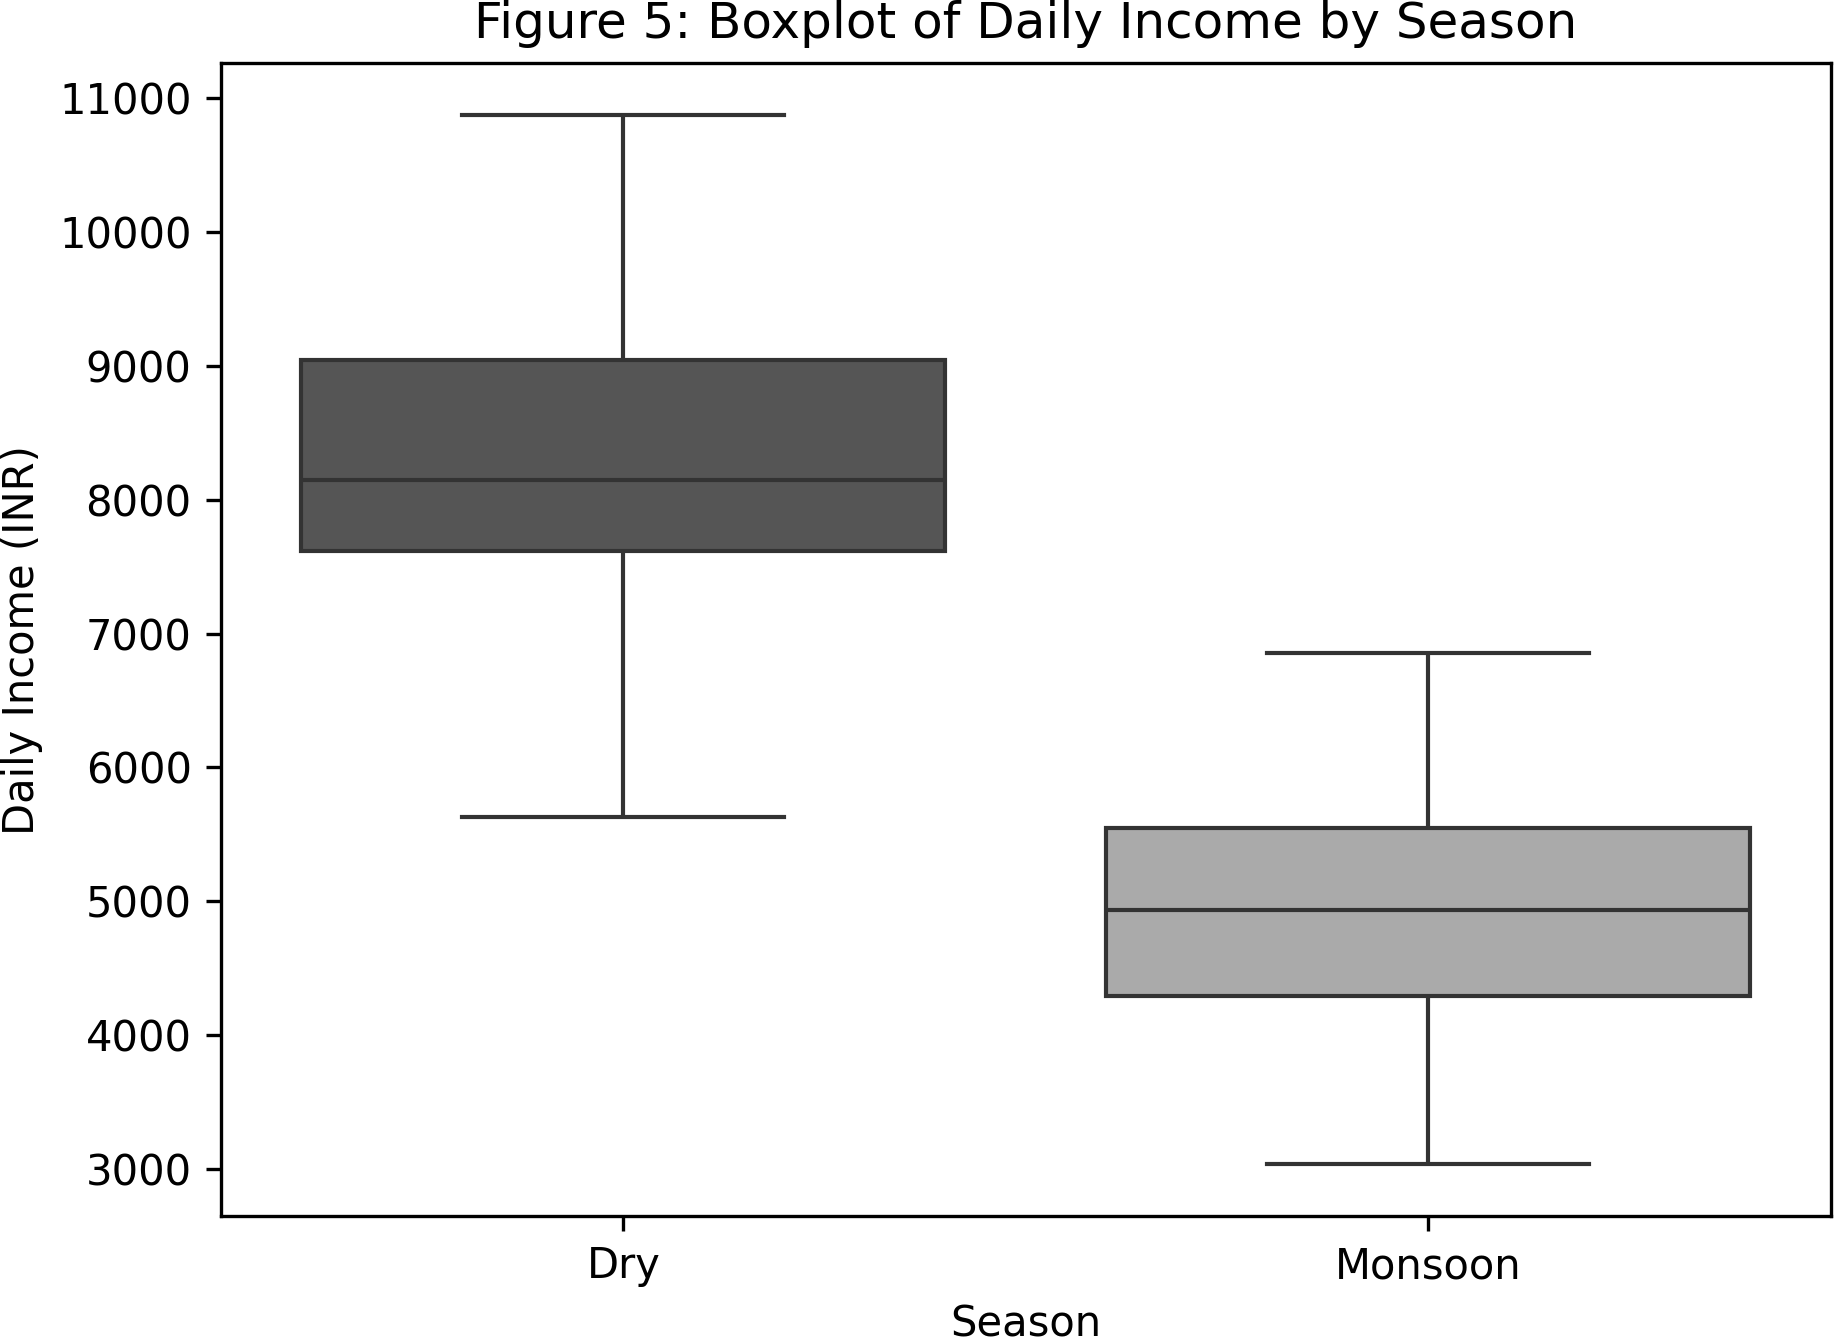 Figure 5: Boxplot of Daily Income by Season
Daily Income (INR)
11000
10000
9000
8000
7000
6000
5000
4000
3000
Dry
Monsoon
Season